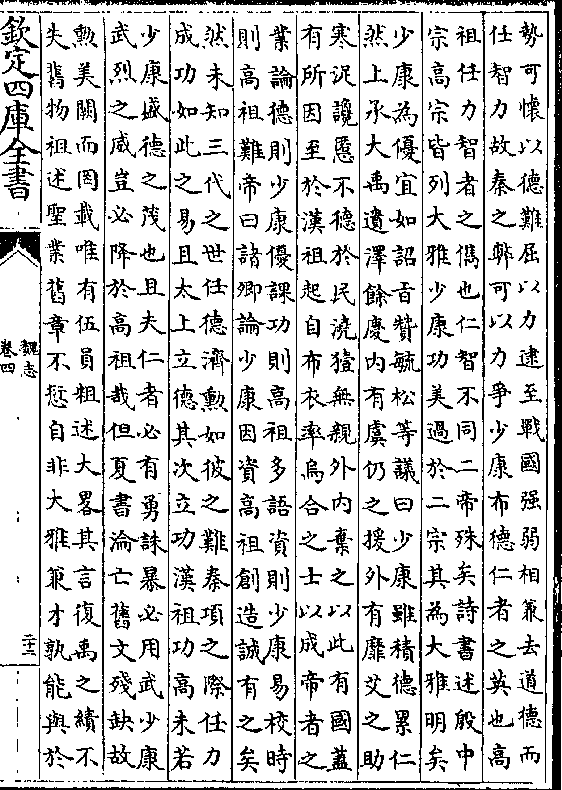 勢可懷以德難屈以力逮至戰國强弱相兼去道德而
任智力故秦之弊可以力爭少康布德仁者之英也高
祖任力智者之儁也仁智不同二帝殊矣詩書述殷中
宗高宗皆列大雅少康功美過於二宗其為大雅明矣
少康為優宜如詔旨贊毓松等議曰少康雖積德累仁
然上承大禹遺澤餘慶内有虞仍之援外有靡艾之助
寒浞讒慝不德於民澆豷無親外内棄之以此有國蓋
有所因至於漢祖起自布衣率烏合之士以成帝者之
業論德則少康優課功則高祖多語資則少康易校時
則高祖難帝曰諸卿論少康因資高祖創造誠有之矣
然未知三代之世任德濟勲如彼之難秦項之際任力
成功如此之易且太上立德其次立功漢祖功高未若
少康盛德之茂也且夫仁者必有勇誅暴必用武少康
武烈之威豈必降於高祖哉但夏書淪亡舊文殘缺故
勲美闕而罔載唯有伍員粗述大畧其言復禹之績不
失舊物祖述聖業舊章不愆自非大雅兼才孰能與於
欽定四庫全書
魏志
卷四